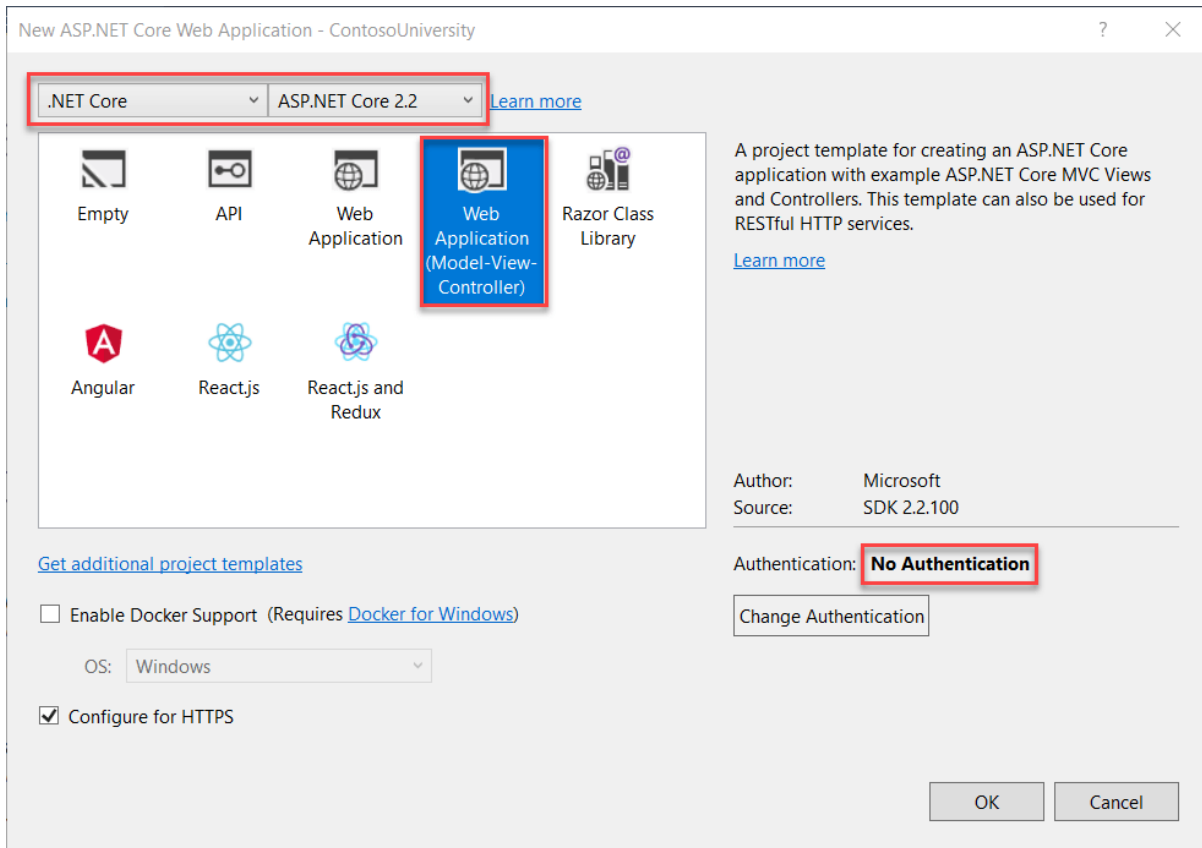 New ASP.NET Core Web Application - ContosoUniversity
?
.NET Core
ASP.NET Core 2.2
Learn more
Empty
API
Web
Application
Web
Application
(Model-View-
Controller)
Razor Class
Library
Angular
React.js
React.js and
Redux
A project template for creating an ASP.NET Core
application with example ASP.NET Core MVC Views
and Controllers. This template can also be used for
RESTful HTTP services.
Learn more
Author: Microsoft
Source: SDK 2.2.100
Get additional project templates
Authentication: No Authentication
Enable Docker Support (Requires Docker for Windows)
Change Authentication
OS: Windows
Configure for HTTPS
OK
Cancel